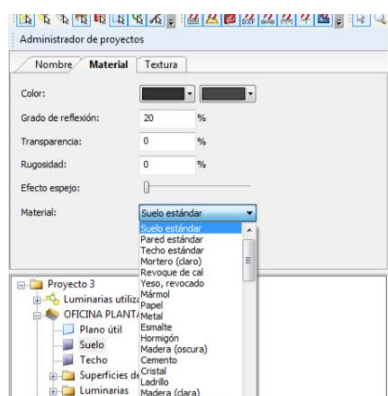 Administrador de proyectos
Nombre Material Textura
Color:
Grado de reflexión: 20 %
Transparencia: 0 %
Rugosidad: 0 %
Efecto espejo:
Material: Suelo estándar
Suelo estándar
Pared estándar
Techo estándar
Mortero (claro)
Revoque de cal
Yeso, revocado
Mármol
Papel
Metal
Esmalte
Hormigón
Madera (oscura)
Cemento
Cristal
Ladrillo
Madera (clara)
Proyecto 3
Luminarias utiliza
OFICINA PLANTA
Plano útil
Suelo
Techo
Superficies de
Luminarias